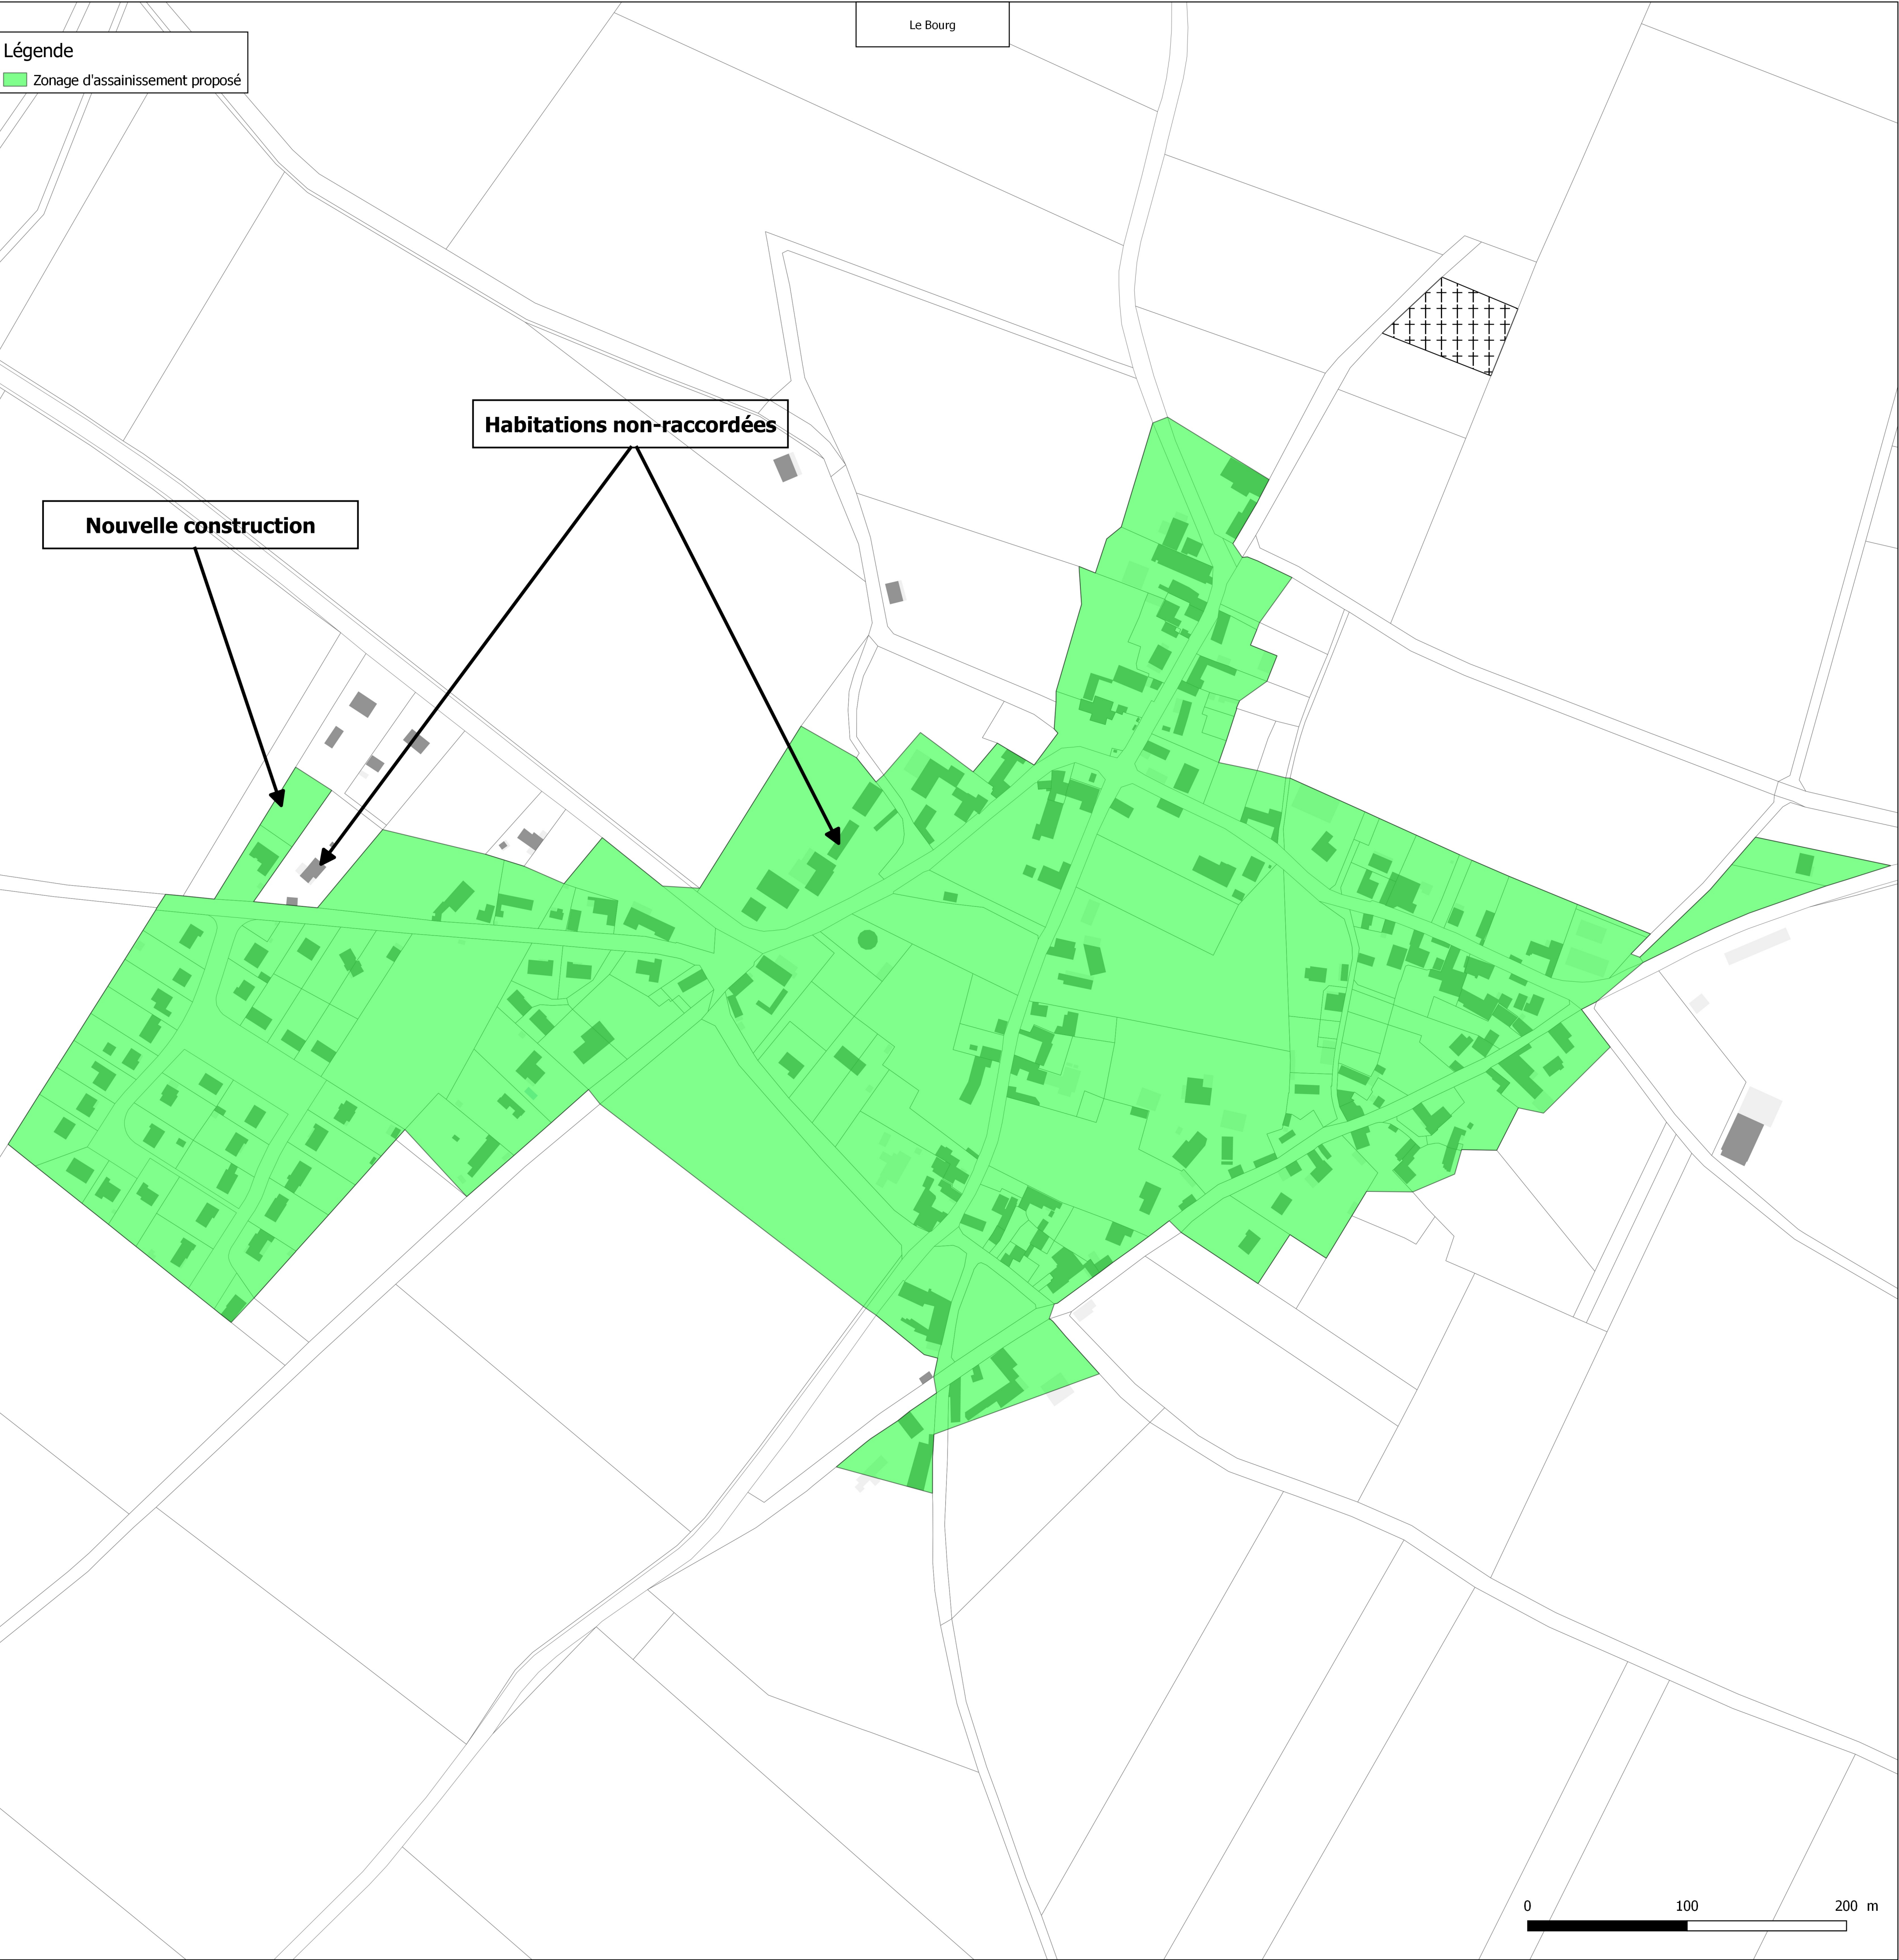 Le Bourg
Légende
Zonage d'assainissement proposé
Habitations non-raccordées
Nouvelle construction
0 100 200 m